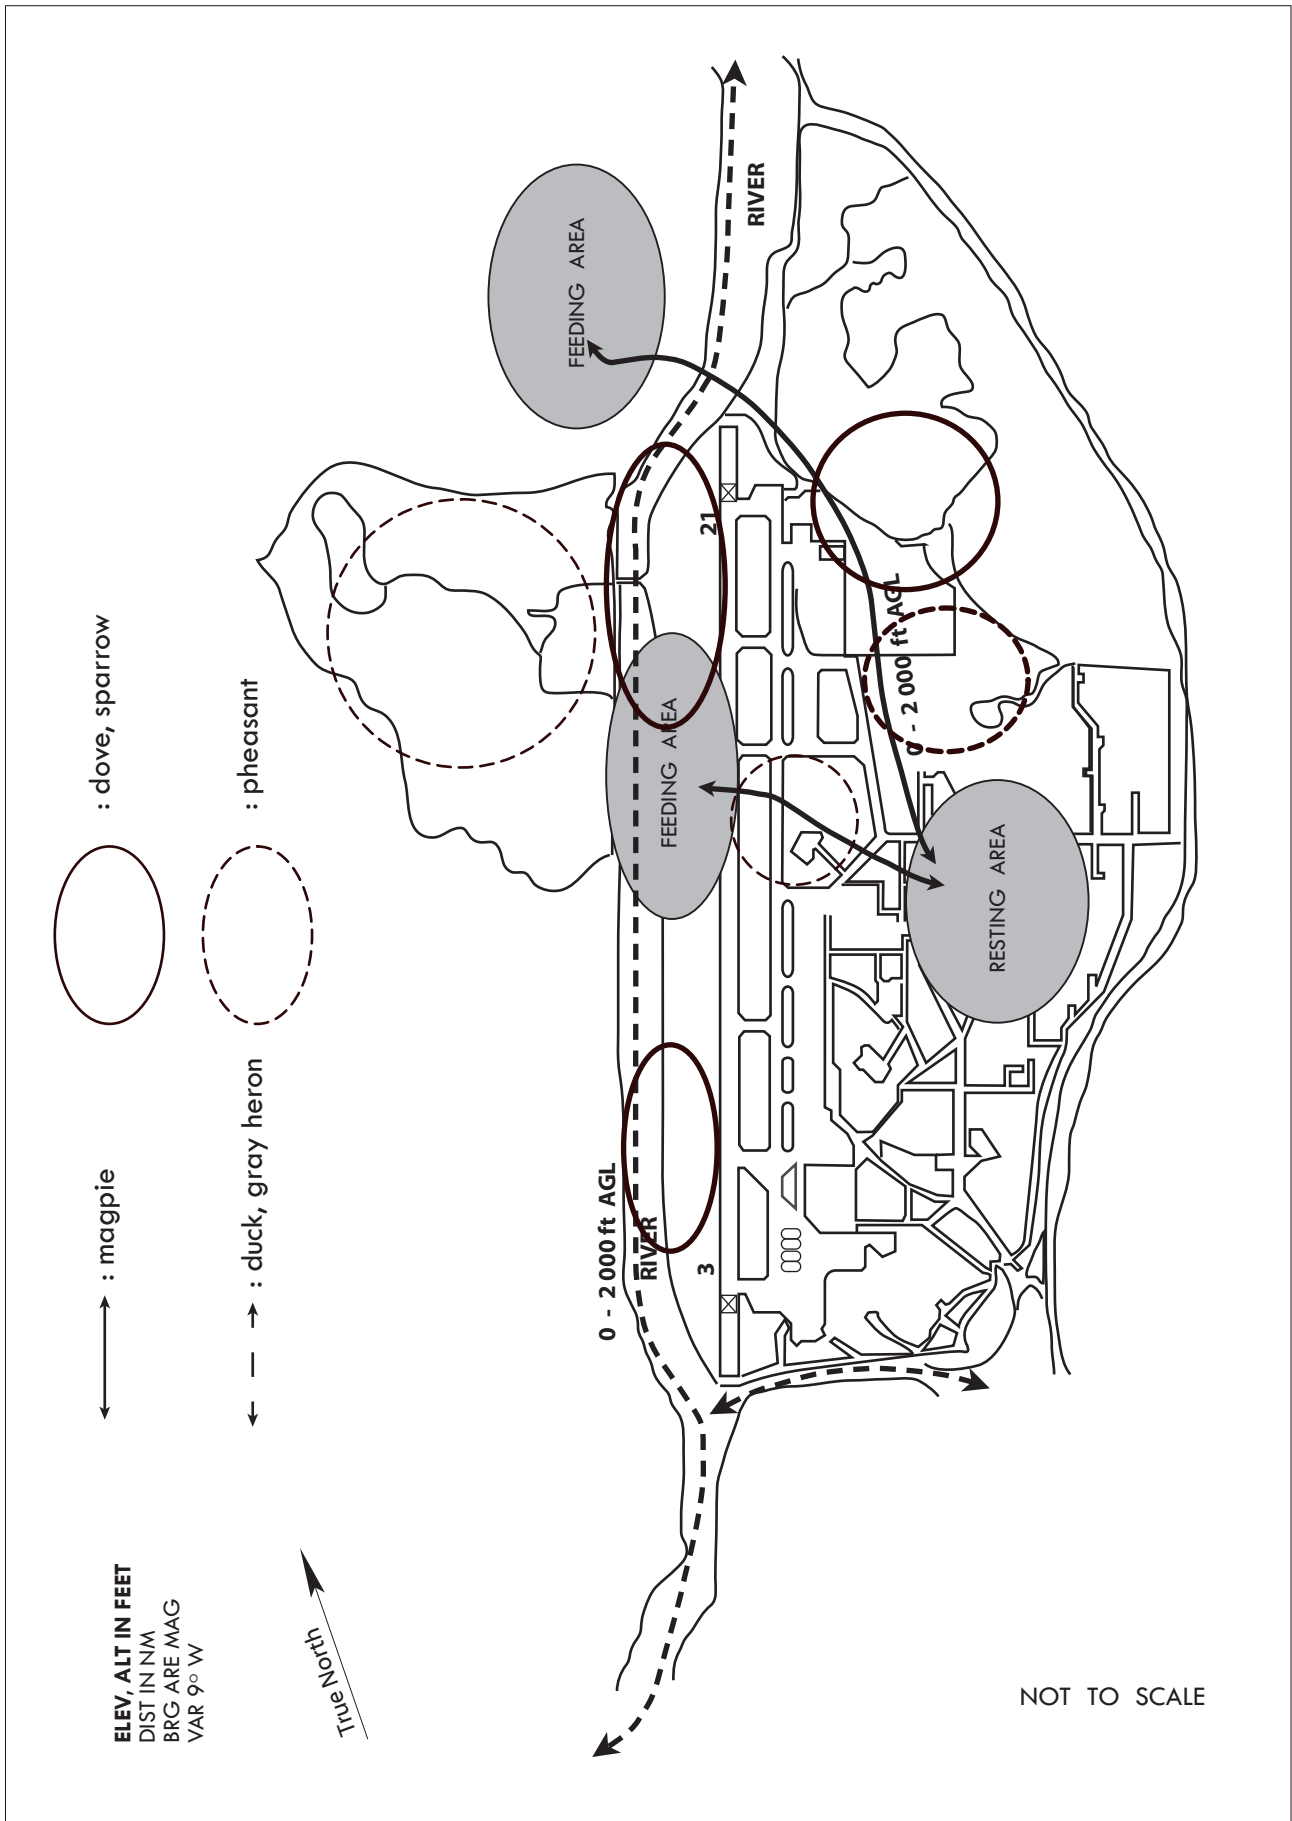 ELEV, ALT IN FEET
DIST IN NM
BRG ARE MAG
VAR 9° W
True North
: magpie
: dove, sparrow
: duck, gray heron
: pheasant
FEEDING AREA
RIVER
0 - 2 000 ft AGL
RIVER
3
21
FEEDING AREA
0 - 2 000 ft AGL
RESTING AREA
NOT TO SCALE